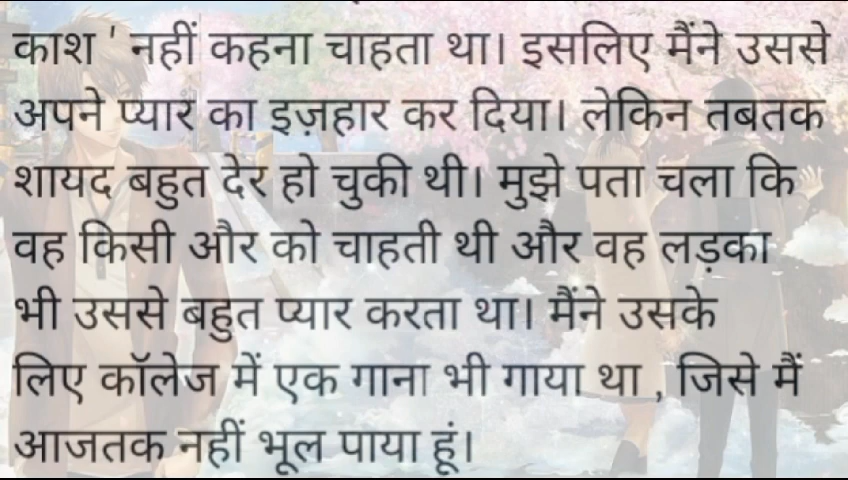 काश ' नहीं कहना चाहता था। इसलिए मैंने उससे
अपने प्यार का इज़हार कर दिया। लेकिन तबतक
शायद बहुत देर हो चुकी थी। मुझे पता चला कि
वह किसी और को चाहती थी और वह लड़का
भी उससे बहुत प्यार करता था। मैंने उसके
लिए कॉलेज में एक गाना भी गाया था , जिसे मैं
आजतक नहीं भूल पाया हूं।